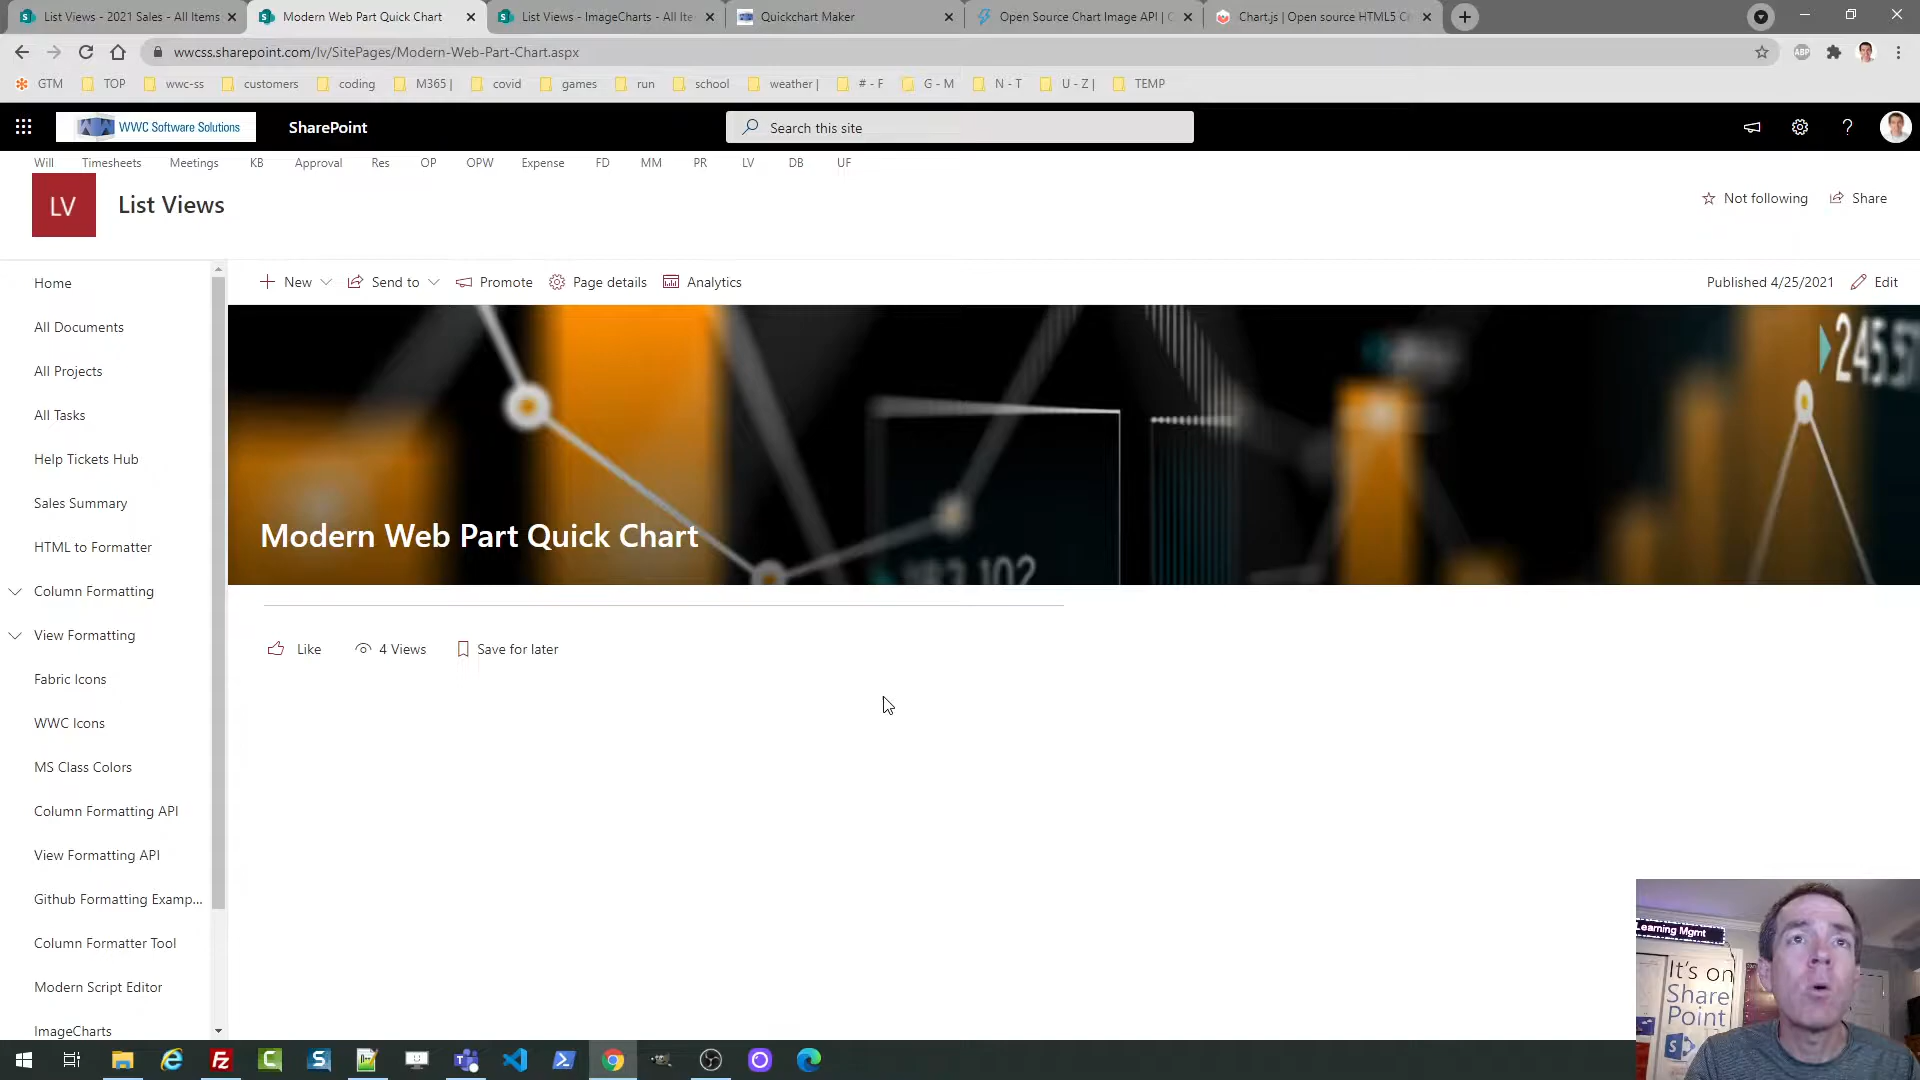 List Views - 2021 Sales - All Items
Modern Web Part Quick Chart
List Views - ImageCharts - All Ite
Quickchart Maker
Open Source Chart Image API |
Chart.js | Open source HTML5 C
wwcss.sharepoint.com/lv/SitePages/Modern-Web-Part-Chart.aspx
ABP
GTM
TOP
wwc-ss
customers
coding
M365 |
covid
games
run
school
weather |
# - F
G - M
N - T
U - Z |
TEMP
WWC Software Solutions
SharePoint
Search this site
Will
Timesheets
Meetings
KB
Approval
Res
OP
OPW
Expense
FD
MM
PR
LV
DB
UF
LV
List Views
Not following
Share
Home
All Documents
All Projects
All Tasks
Help Tickets Hub
Sales Summary
HTML to Formatter
Column Formatting
View Formatting
Fabric Icons
WWC Icons
MS Class Colors
Column Formatting API
View Formatting API
Github Formatting Examp...
Column Formatter Tool
Modern Script Editor
ImageCharts
New
Send to
Promote
Page details
Analytics
Published 4/25/2021
Edit
Modern Web Part Quick Chart
Like
4 Views
Save for later
Learning Mgmt
It's on
Share
Point